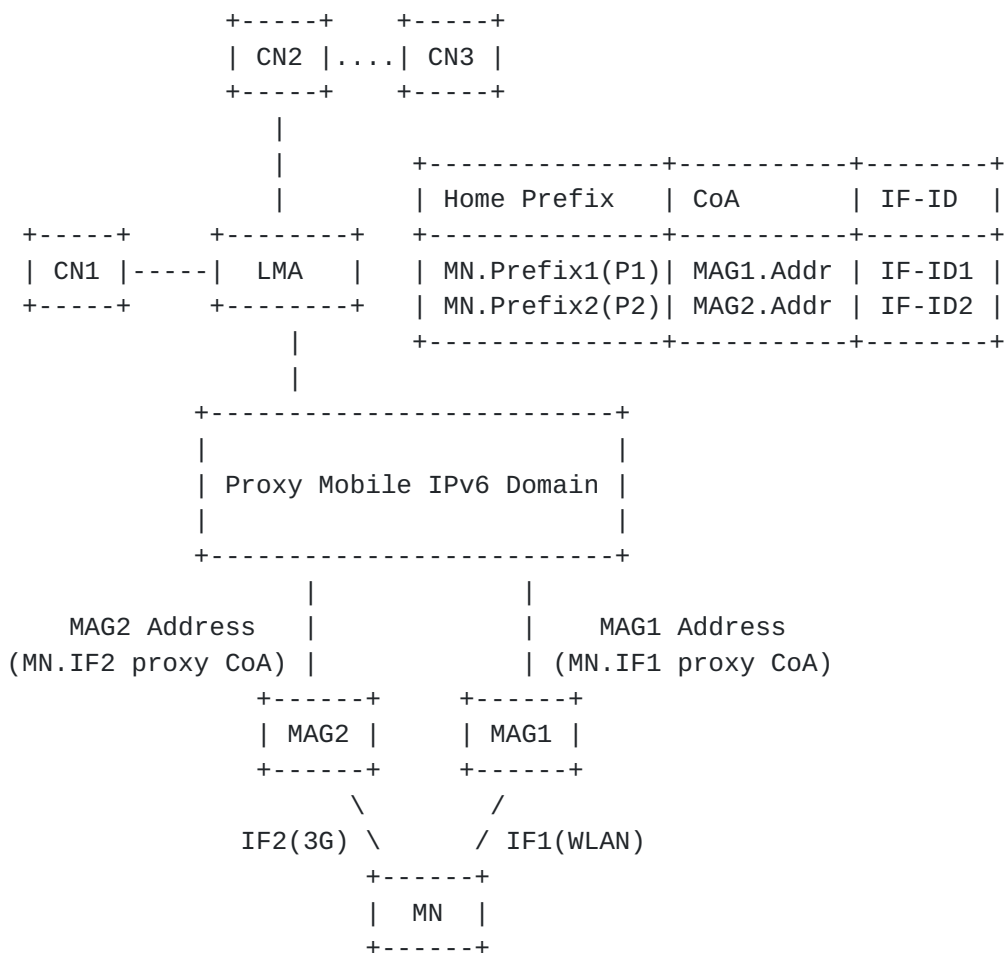 CN2 .... CN3
Home Prefix CoA IF-ID
CN1 LMA MN.Prefix1(P1) MAG1.Addr IF-ID1
MN.Prefix2(P2) MAG2.Addr IF-ID2
Proxy Mobile IPv6 Domain
MAG2 Address MAG1 Address
(MN.IF2 proxy CoA) (MN.IF1 proxy CoA)
MAG2 MAG1
IF2(3G) IF1(WLAN)
MN